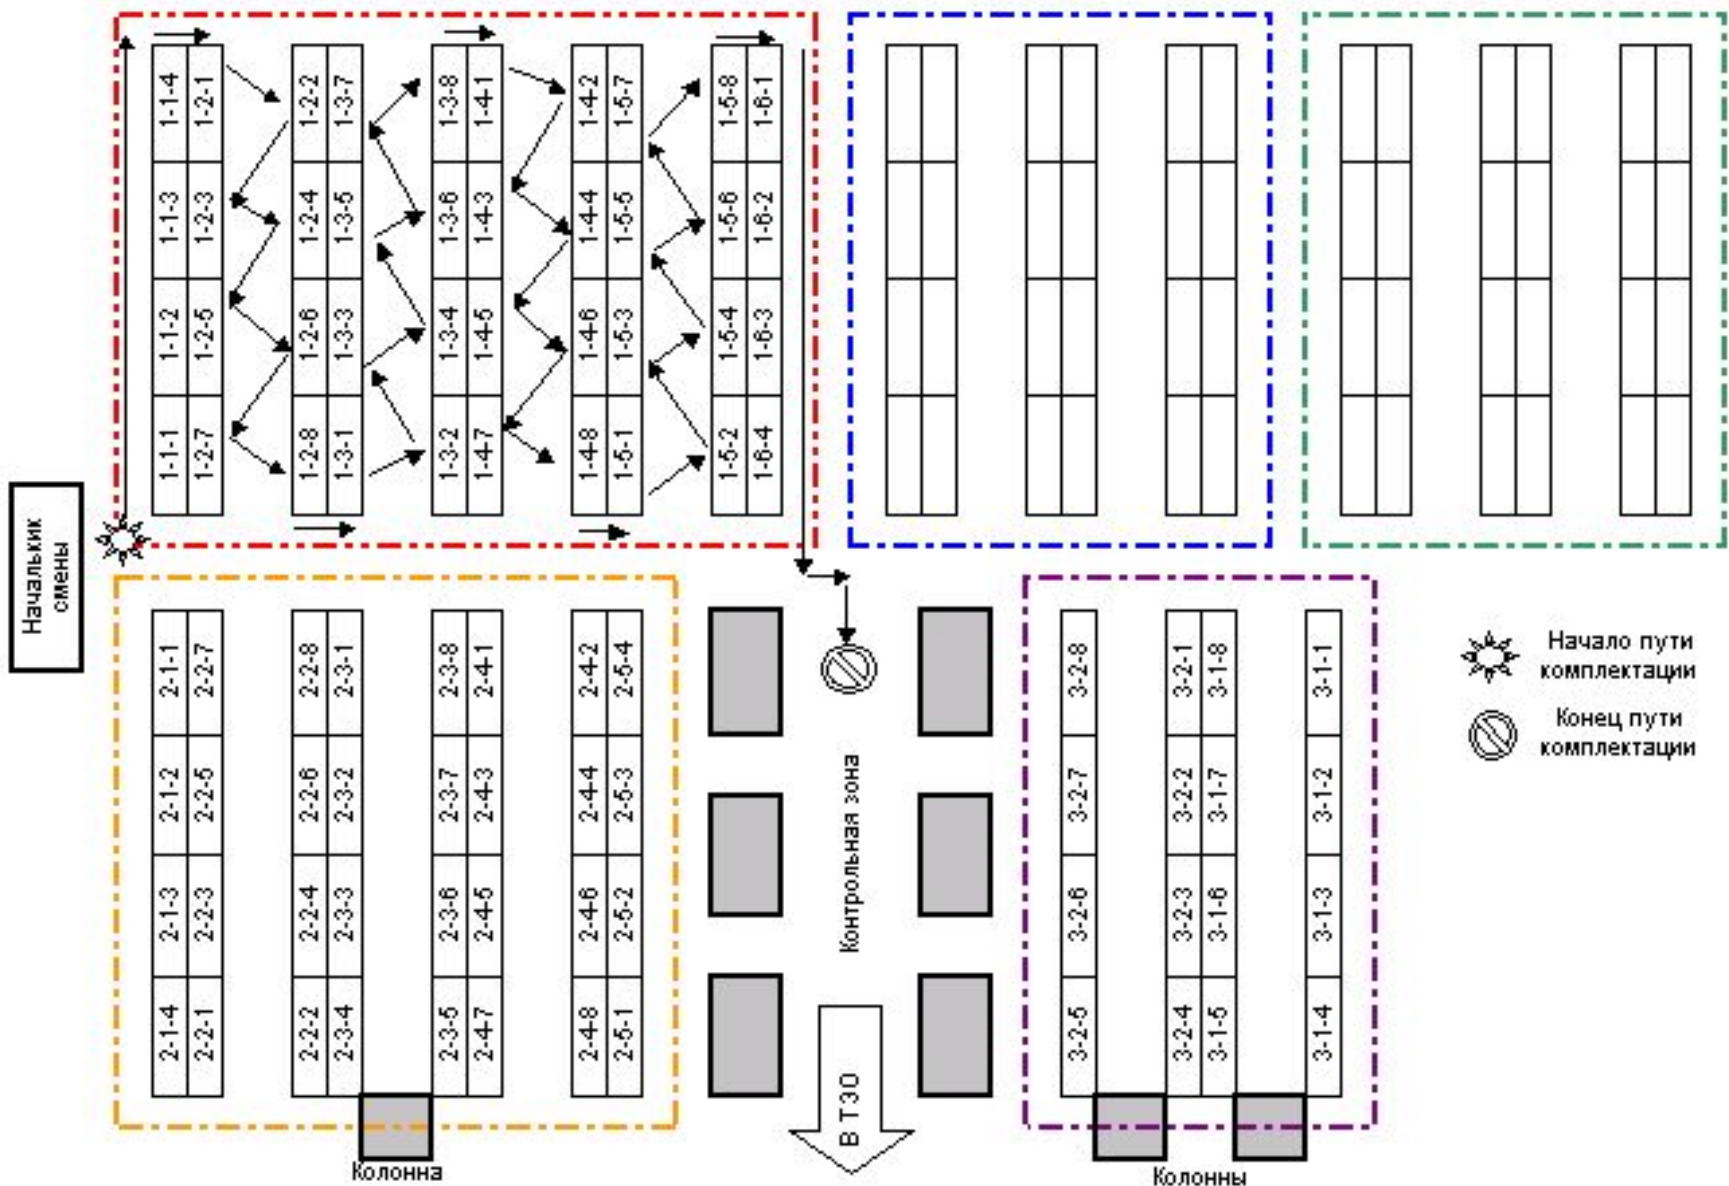 1-1-1 1-1-2 1-1-3 1-1-4
1-2-7 1-2-5 1-2-3 1-2-1
1-2-8 1-2-6 1-2-4 1-2-2
1-3-1 1-3-3 1-3-5 1-3-7
1-3-2 1-3-4 1-3-6 1-3-8
1-4-7 1-4-5 1-4-3 1-4-1
1-4-8 1-4-6 1-4-4 1-4-2
1-5-1 1-5-3 1-5-5 1-5-7
1-5-2 1-5-4 1-5-6 1-5-8
1-6-4 1-6-3 1-6-2 1-6-1
Началькик
смены
2-1-4 2-1-3 2-1-2 2-1-1
2-2-1 2-2-3 2-2-5 2-2-7
2-2-2 2-2-4 2-2-6 2-2-8
2-3-4 2-3-3 2-3-2 2-3-1
2-3-5 2-3-6 2-3-7 2-3-8
2-4-7 2-4-5 2-4-3 2-4-1
2-4-8 2-4-6 2-4-4 2-4-2
2-5-1 2-5-2 2-5-3 2-5-4
Контрольная зона
В ТЗО
3-2-5 3-2-6 3-2-7 3-2-8
3-2-4 3-2-3 3-2-2 3-2-1
3-1-5 3-1-6 3-1-7 3-1-8
3-1-4 3-1-3 3-1-2 3-1-1
Начало пути
комплектации
Конец пути
комплектации
Колонна
Колонны